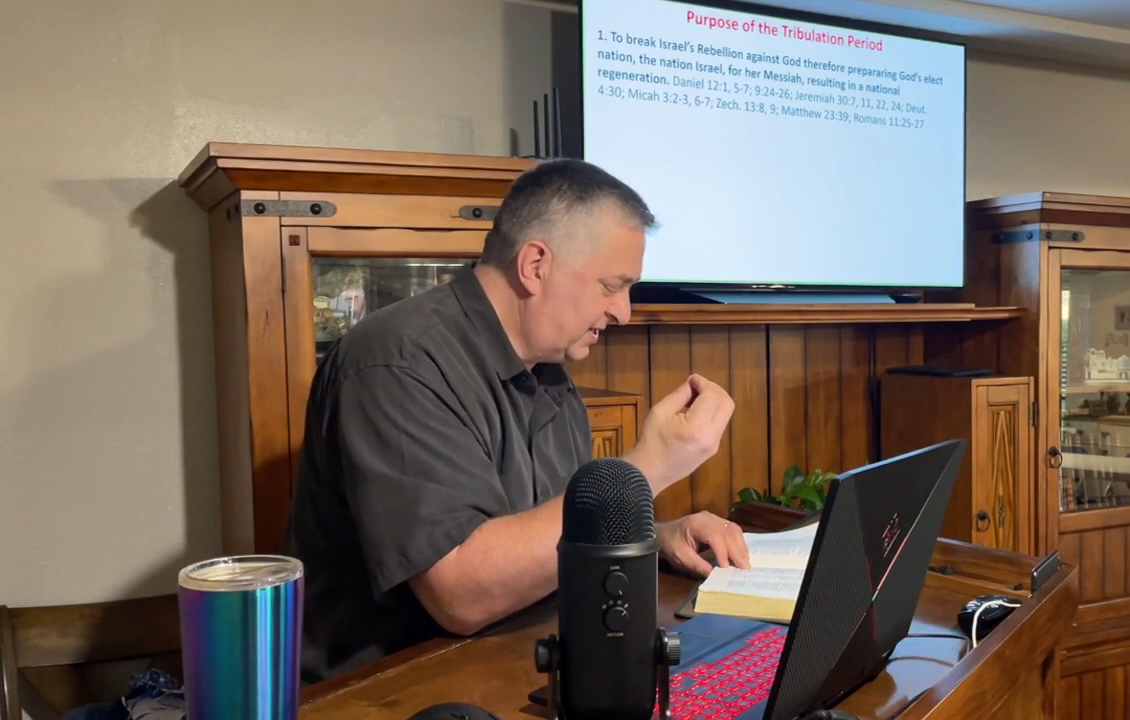 Purpose of the Tribulation Period
1. To break Israel's Rebellion against God therefore prepararing God's elect
nation, the nation Israel, for her Messiah, resulting in a national
regeneration. Daniel 12:1, 5-7; 9:24-26; Jeremiah 30:7, 11, 22, 24; Deut.
4:30; Micah 3:2-3, 6-7; Zech. 13:8, 9; Matthew 23:39; Romans 11:25-27